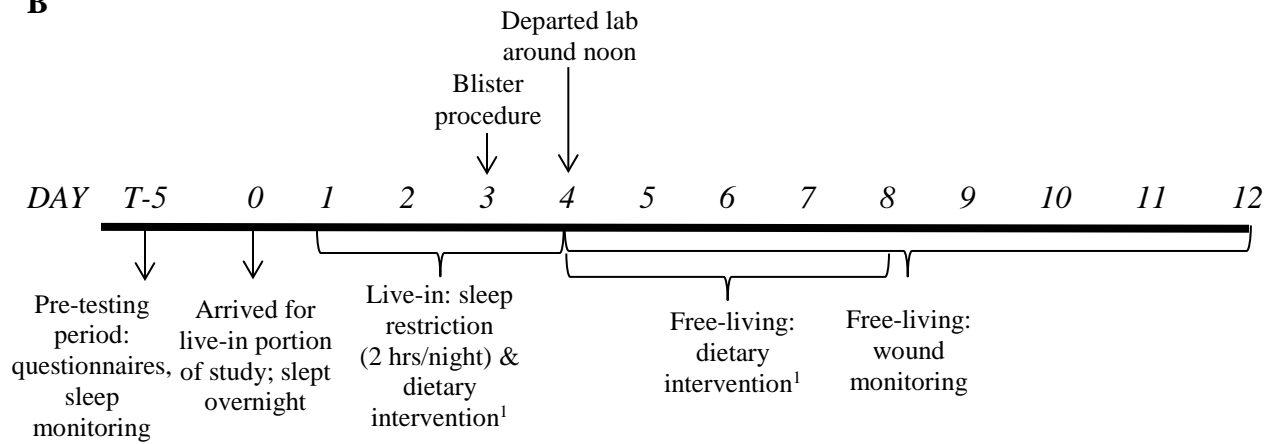 B
Departed lab
around noon
Blister
procedure
DAY T-5 0 1 2 3 4 5 6 7 8 9 10 11 12
Pre-testing
period:
questionnaires,
sleep
monitoring
Arrived for
live-in portion
of study; slept
overnight
Live-in: sleep
restriction
(2 hrs/night) &
dietary
intervention¹
Free-living:
dietary
intervention¹
Free-living:
wound
monitoring